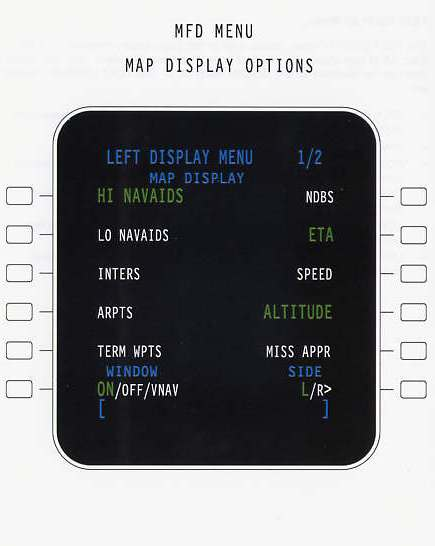 MFD MENU
MAP DISPLAY OPTIONS
LEFT DISPLAY MENU 1/2
MAP DISPLAY
HI NAVAIDS NDBS
LO NAVAIDS ETA
INTERS SPEED
ARPTS ALTITUDE
TERM WPTS MISS APPR
WINDOW SIDE
ON/OFF/VNAV L/R>
[ ]